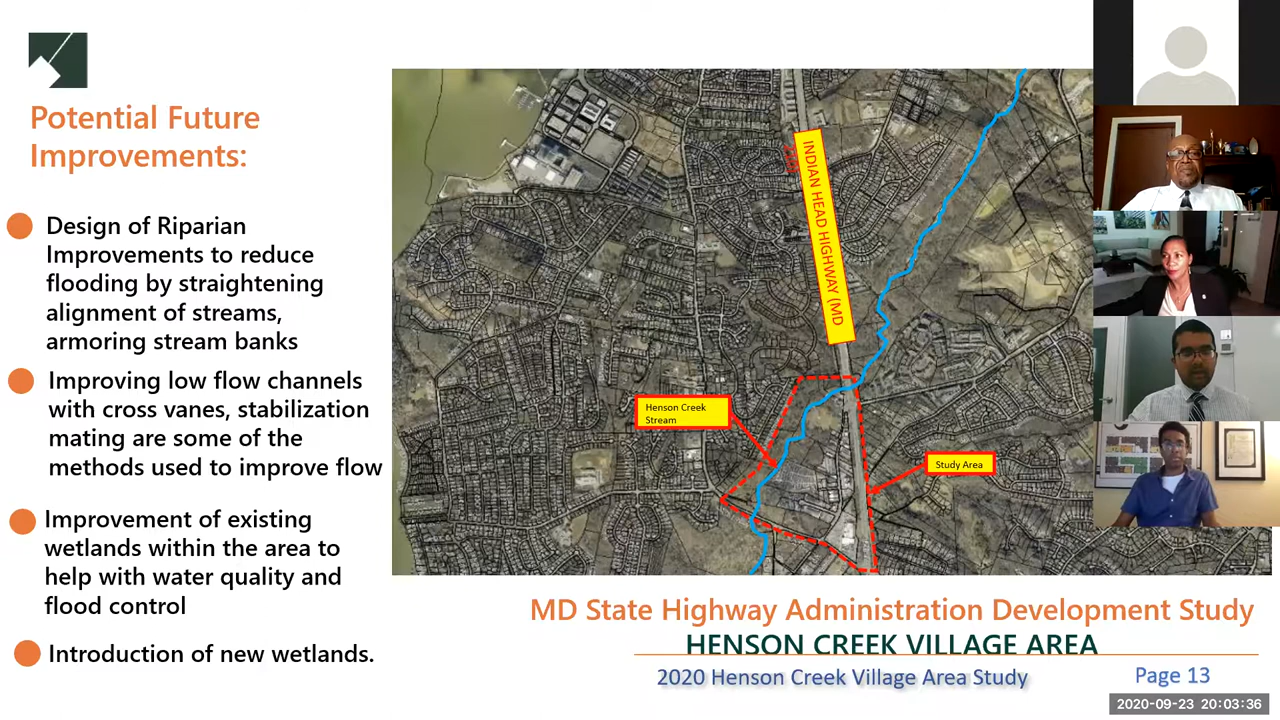 Potential Future
Improvements:
Design of Riparian
Improvements to reduce
flooding by straightening
alignment of streams,
armoring stream banks
Improving low flow channels
with cross vanes, stabilization
mating are some of the
methods used to improve flow
Improvement of existing
wetlands within the area to
help with water quality and
flood control
Introduction of new wetlands.
INDIAN HEAD HIGHWAY (MD
210)
Henson Creek
Stream
Study Area
MD State Highway Administration Development Study
HENSON CREEK VILLAGE AREA
2020 Henson Creek Village Area Study
Page 13
2020-09-23 20:03:36